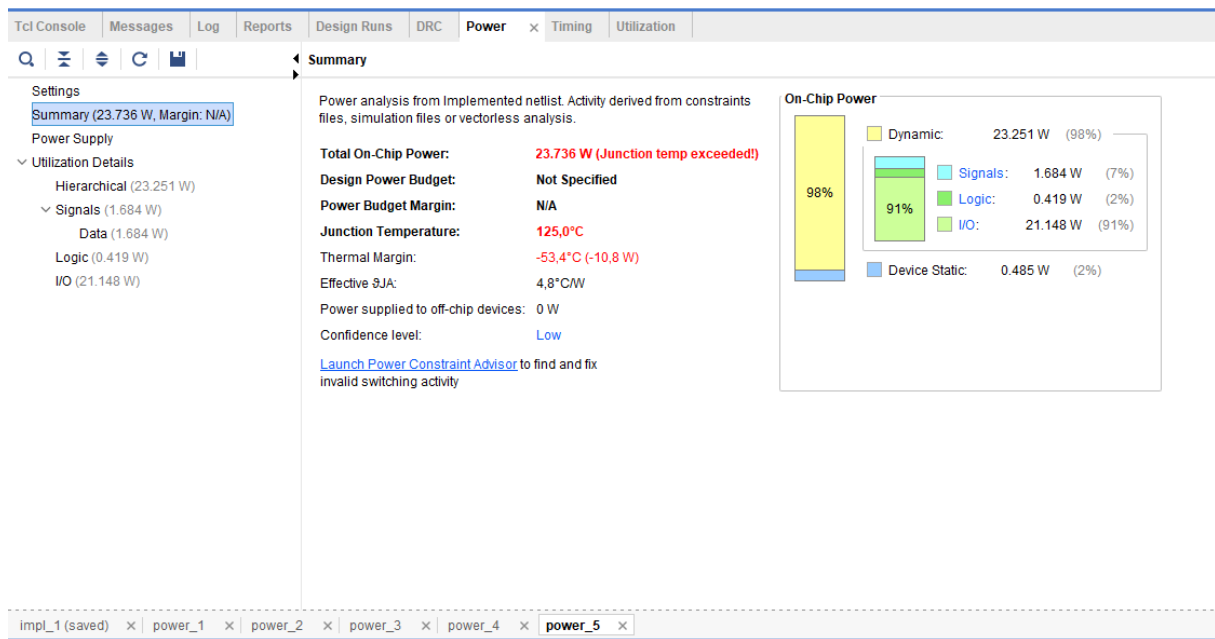 Tcl Console Messages Log Reports Design Runs DRC Power × Timing Utilization
Summary
Settings
Summary (23.736 W, Margin: N/A)
Power Supply
Utilization Details
Hierarchical (23.251 W)
Signals (1.684 W)
Data (1.684 W)
Logic (0.419 W)
I/O (21.148 W)
Power analysis from Implemented netlist. Activity derived from constraints
files, simulation files or vectorless analysis.
Total On-Chip Power: 23.736 W (Junction temp exceeded!)
Design Power Budget: Not Specified
Power Budget Margin: N/A
Junction Temperature: 125,0°C
Thermal Margin: -53,4°C (-10,8 W)
Effective ϑJA: 4,8°C/W
Power supplied to off-chip devices: 0 W
Confidence level: Low
Launch Power Constraint Advisor to find and fix
invalid switching activity
On-Chip Power
98%
Dynamic: 23.251 W (98%)
91%
Signals: 1.684 W (7%)
Logic: 0.419 W (2%)
I/O: 21.148 W (91%)
Device Static: 0.485 W (2%)
impl_1 (saved) × power_1 × power_2 × power_3 × power_4 × power_5 ×